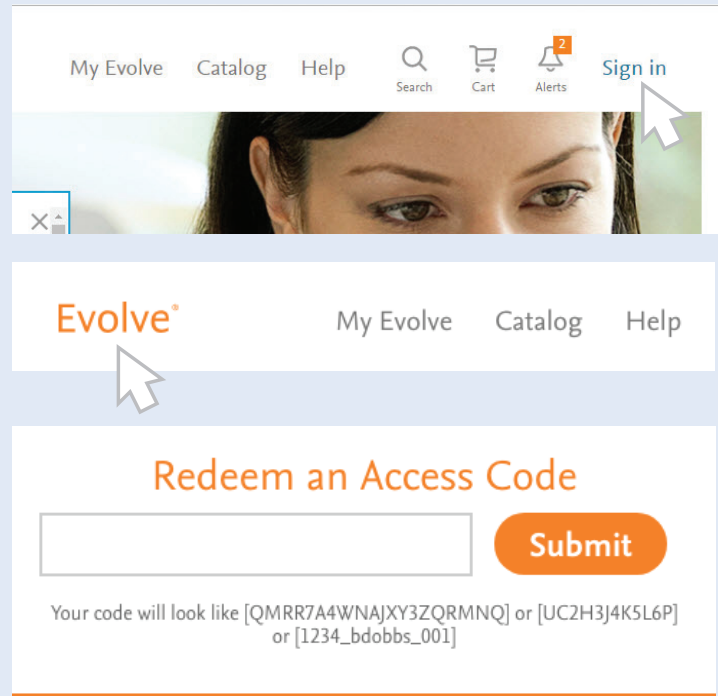 My Evolve Catalog Help Search Cart 2 Alerts Sign in
Evolve® My Evolve Catalog Help
Redeem an Access Code
Submit
Your code will look like [QMRR7A4WNAJXY3ZQRMNQ] or [UC2H3J4K5L6P]
or [1234_bdobbs_001]